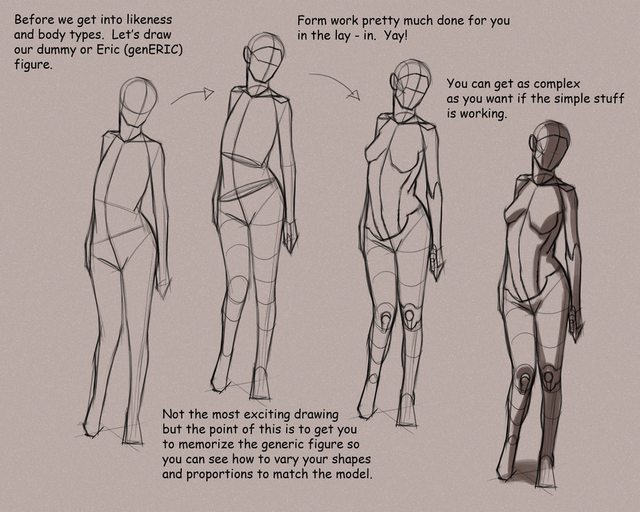 Before we get into likeness
and body types.  Let's draw
our dummy or Eric (genERIC)
figure.
Form work pretty much done for you
in the lay - in.  Yay!
You can get as complex
as you want if the simple stuff
is working.
Not the most exciting drawing
but the point of this is to get you
to memorize the generic figure so
you can see how to vary your shapes
and proportions to match the model.